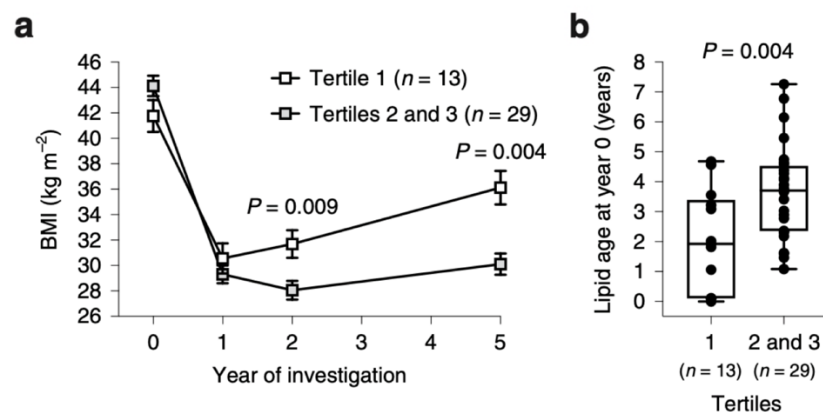 a
46
44
42
40
38
36
34
32
30
28
26
BMI (kg m−2)
Tertile 1 (n = 13)
Tertiles 2 and 3 (n = 29)
P = 0.009
P = 0.004
0 1 2 3 4 5
Year of investigation
b
P = 0.004
8
7
6
5
4
3
2
1
0
Lipid age at year 0 (years)
1 2 and 3
(n = 13) (n = 29)
Tertiles